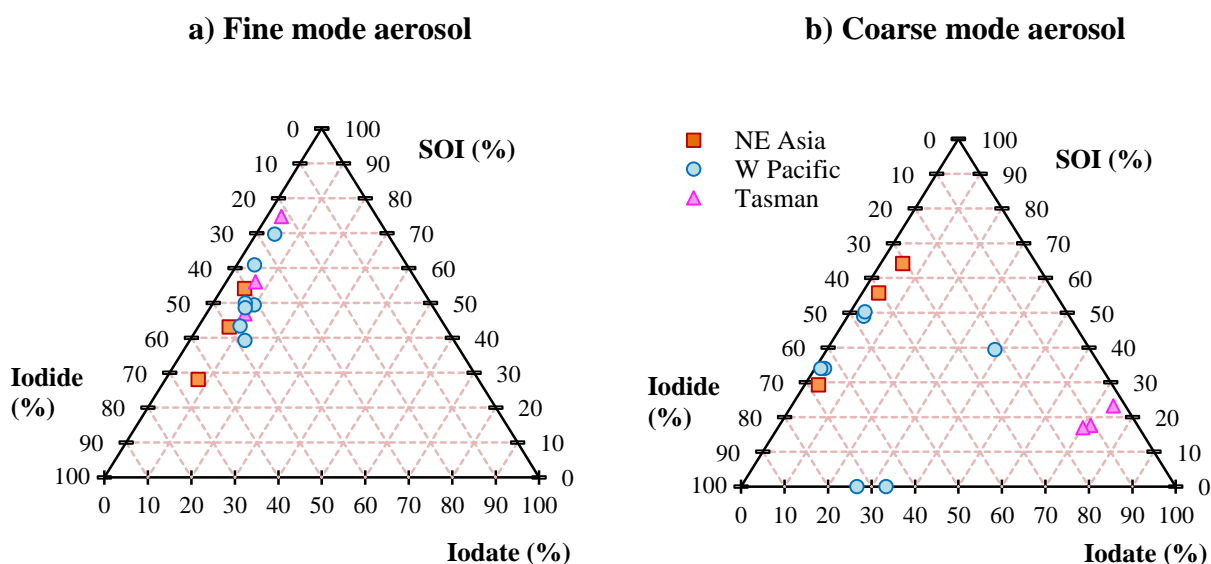 a) Fine mode aerosol
b) Coarse mode aerosol
NE Asia
W Pacific
Tasman
0 100
SOI (%)
10 90
20 80
30 70
40 60
50 50
60 40
70 30
80 20
90 10
100 0
Iodide
(%)
0 10 20 30 40 50 60 70 80 90 100
Iodate (%)
0 100
SOI (%)
10 90
20 80
30 70
40 60
50 50
60 40
70 30
80 20
90 10
100 0
Iodide
(%)
0 10 20 30 40 50 60 70 80 90 100
Iodate (%)